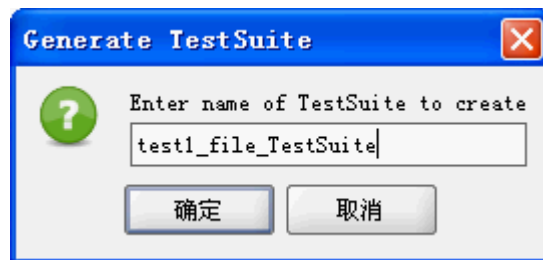 Generate TestSuite
Enter name of TestSuite to create
test1_file_TestSuite
确定 取消